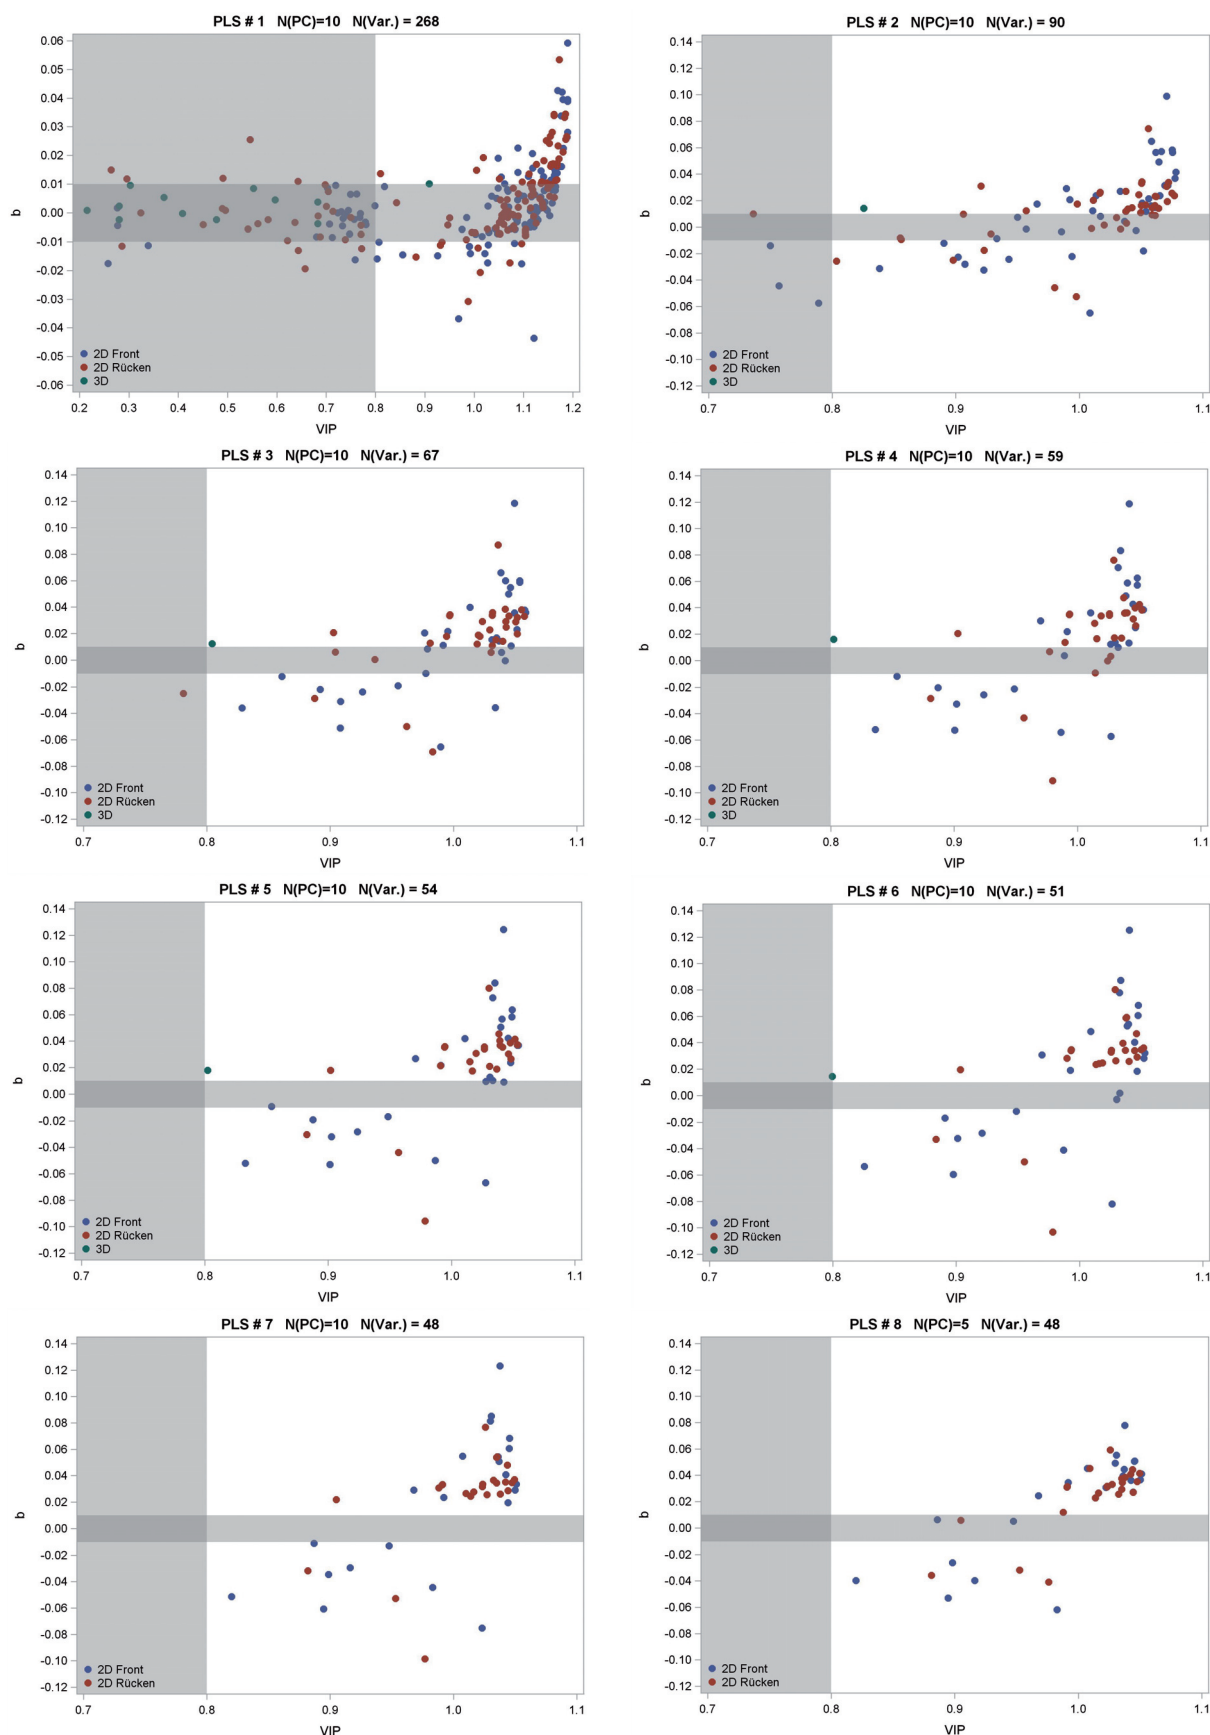 PLS # 1 N(PC)=10 N(Var.) = 268
0.06
0.05
0.04
0.03
0.02
0.01
0.00
-0.01
-0.02
-0.03
-0.04
-0.05
-0.06
b
2D Front
2D Rücken
3D
0.2 0.3 0.4 0.5 0.6 0.7 0.8 0.9 1.0 1.1 1.2
VIP
PLS # 2 N(PC)=10 N(Var.) = 90
0.14
0.12
0.10
0.08
0.06
0.04
0.02
0.00
-0.02
-0.04
-0.06
-0.08
-0.10
-0.12
b
2D Front
2D Rücken
3D
0.7 0.8 0.9 1.0 1.1
VIP
PLS # 3 N(PC)=10 N(Var.) = 67
0.14
0.12
0.10
0.08
0.06
0.04
0.02
0.00
-0.02
-0.04
-0.06
-0.08
-0.10
-0.12
b
2D Front
2D Rücken
3D
0.7 0.8 0.9 1.0 1.1
VIP
PLS # 4 N(PC)=10 N(Var.) = 59
0.14
0.12
0.10
0.08
0.06
0.04
0.02
0.00
-0.02
-0.04
-0.06
-0.08
-0.10
-0.12
b
2D Front
2D Rücken
3D
0.7 0.8 0.9 1.0 1.1
VIP
PLS # 5 N(PC)=10 N(Var.) = 54
0.14
0.12
0.10
0.08
0.06
0.04
0.02
0.00
-0.02
-0.04
-0.06
-0.08
-0.10
-0.12
b
2D Front
2D Rücken
3D
0.7 0.8 0.9 1.0 1.1
VIP
PLS # 6 N(PC)=10 N(Var.) = 51
0.14
0.12
0.10
0.08
0.06
0.04
0.02
0.00
-0.02
-0.04
-0.06
-0.08
-0.10
-0.12
b
2D Front
2D Rücken
3D
0.7 0.8 0.9 1.0 1.1
VIP
PLS # 7 N(PC)=10 N(Var.) = 48
0.14
0.12
0.10
0.08
0.06
0.04
0.02
0.00
-0.02
-0.04
-0.06
-0.08
-0.10
-0.12
b
2D Front
2D Rücken
0.7 0.8 0.9 1.0 1.1
VIP
PLS # 8 N(PC)=5 N(Var.) = 48
0.14
0.12
0.10
0.08
0.06
0.04
0.02
0.00
-0.02
-0.04
-0.06
-0.08
-0.10
-0.12
b
2D Front
2D Rücken
0.7 0.8 0.9 1.0 1.1
VIP